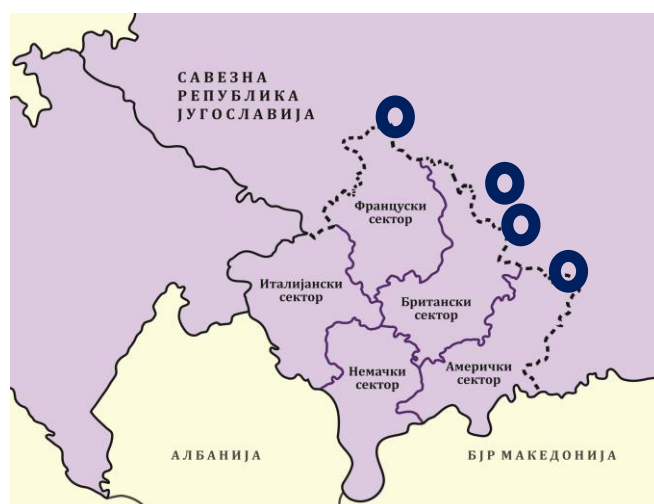 САВЕЗНА
РЕПУБЛИКА
ЈУГОСЛАВИЈА
Француски
сектор
Италијански
сектор
Британски
сектор
Немачки
сектор
Амерички
сектор
АЛБАНИЈА
БЈР МАКЕДОНИЈА